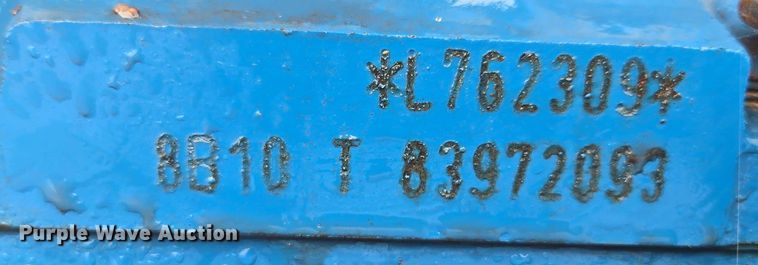 *L762309*
8B10 T 83972093
Purple Wave Auction